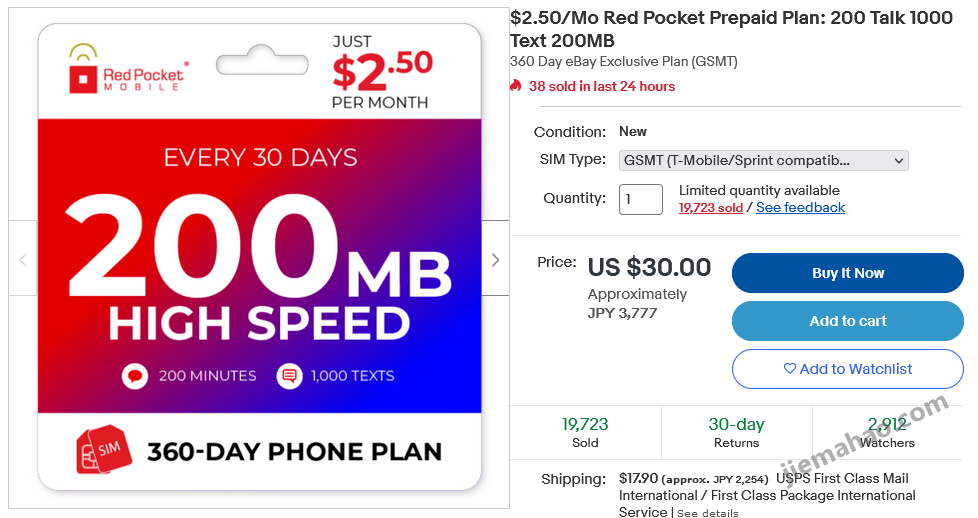 Red Pocket®
MOBILE
JUST
$2.50
PER MONTH
EVERY 30 DAYS
200MB
HIGH SPEED
200 MINUTES
1,000 TEXTS
SIM
360-DAY PHONE PLAN
$2.50/Mo Red Pocket Prepaid Plan: 200 Talk 1000
Text 200MB
360 Day eBay Exclusive Plan (GSMT)
38 sold in last 24 hours
Condition: New
SIM Type: GSMT (T-Mobile/Sprint compatib...
Quantity: 1
Limited quantity available
19,723 sold / See feedback
Price: US $30.00
Approximately
JPY 3,777
Buy It Now
Add to cart
Add to Watchlist
19,723 30-day 2,912
Sold Returns Watchers
jiemahao.com
Shipping: $17.90 (approx. JPY 2,254) USPS First Class Mail
International / First Class Package International
Service | See details